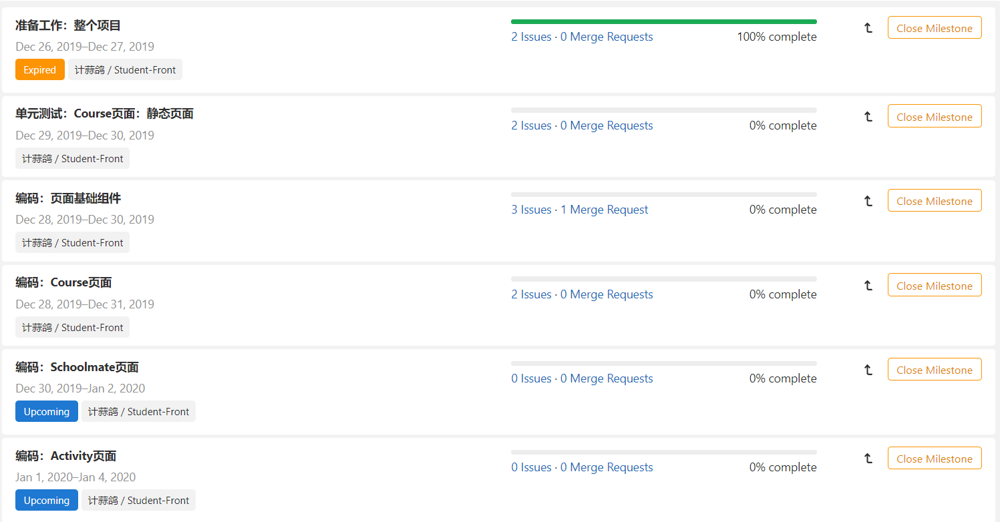 准备工作：整个项目
2 Issues · 0 Merge Requests 100% complete Close Milestone
Dec 26, 2019–Dec 27, 2019
Expired 计蒜鸽 / Student-Front
单元测试：Course页面：静态页面
2 Issues · 0 Merge Requests 0% complete Close Milestone
Dec 29, 2019–Dec 30, 2019
计蒜鸽 / Student-Front
编码：页面基础组件
3 Issues · 1 Merge Request 0% complete Close Milestone
Dec 28, 2019–Dec 30, 2019
计蒜鸽 / Student-Front
编码：Course页面
2 Issues · 0 Merge Requests 0% complete Close Milestone
Dec 28, 2019–Dec 31, 2019
计蒜鸽 / Student-Front
编码：Schoolmate页面
0 Issues · 0 Merge Requests 0% complete Close Milestone
Dec 30, 2019–Jan 2, 2020
Upcoming 计蒜鸽 / Student-Front
编码：Activity页面
0 Issues · 0 Merge Requests 0% complete Close Milestone
Jan 1, 2020–Jan 4, 2020
Upcoming 计蒜鸽 / Student-Front